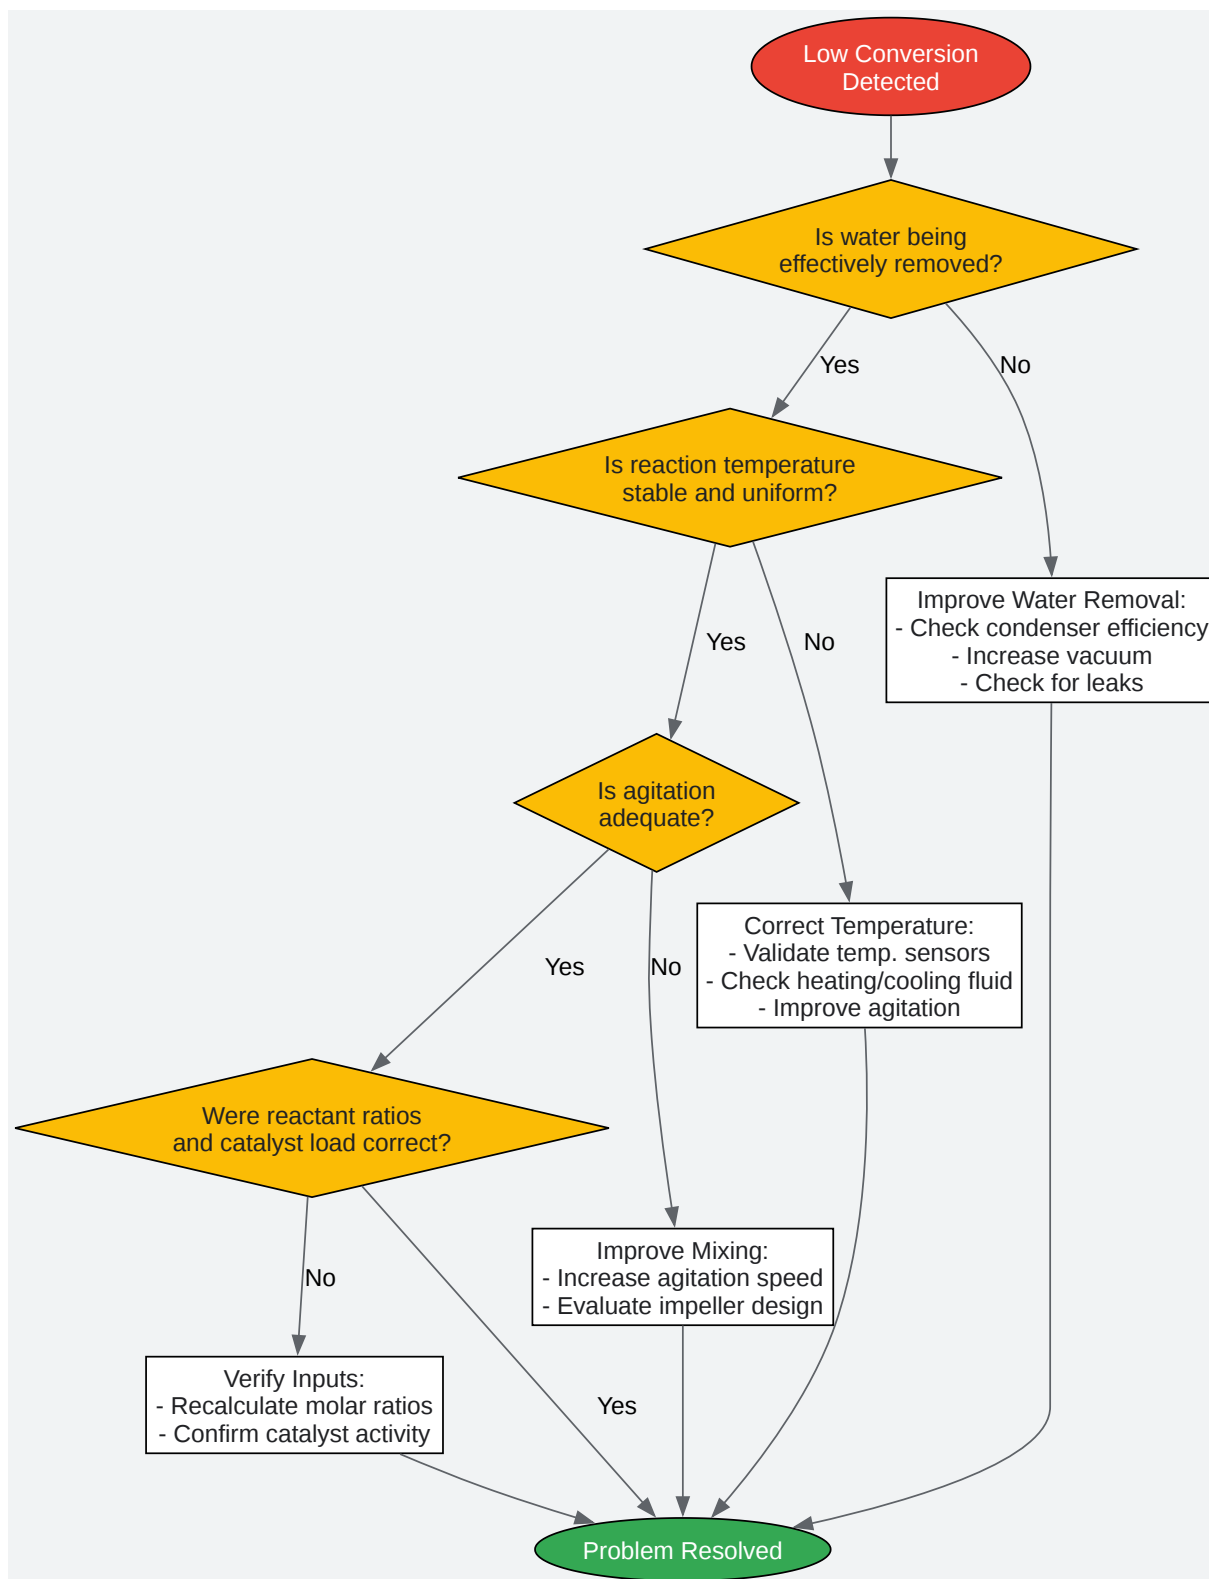 Low Conversion
Detected
Is water being
effectively removed?
Yes
No
Is reaction temperature
stable and uniform?
Improve Water Removal:
- Check condenser efficiency
- Increase vacuum
- Check for leaks
Yes
No
Is agitation
adequate?
Correct Temperature:
- Validate temp. sensors
- Check heating/cooling fluid
- Improve agitation
Yes
No
Were reactant ratios
and catalyst load correct?
Improve Mixing:
- Increase agitation speed
- Evaluate impeller design
No
Yes
Verify Inputs:
- Recalculate molar ratios
- Confirm catalyst activity
Problem Resolved